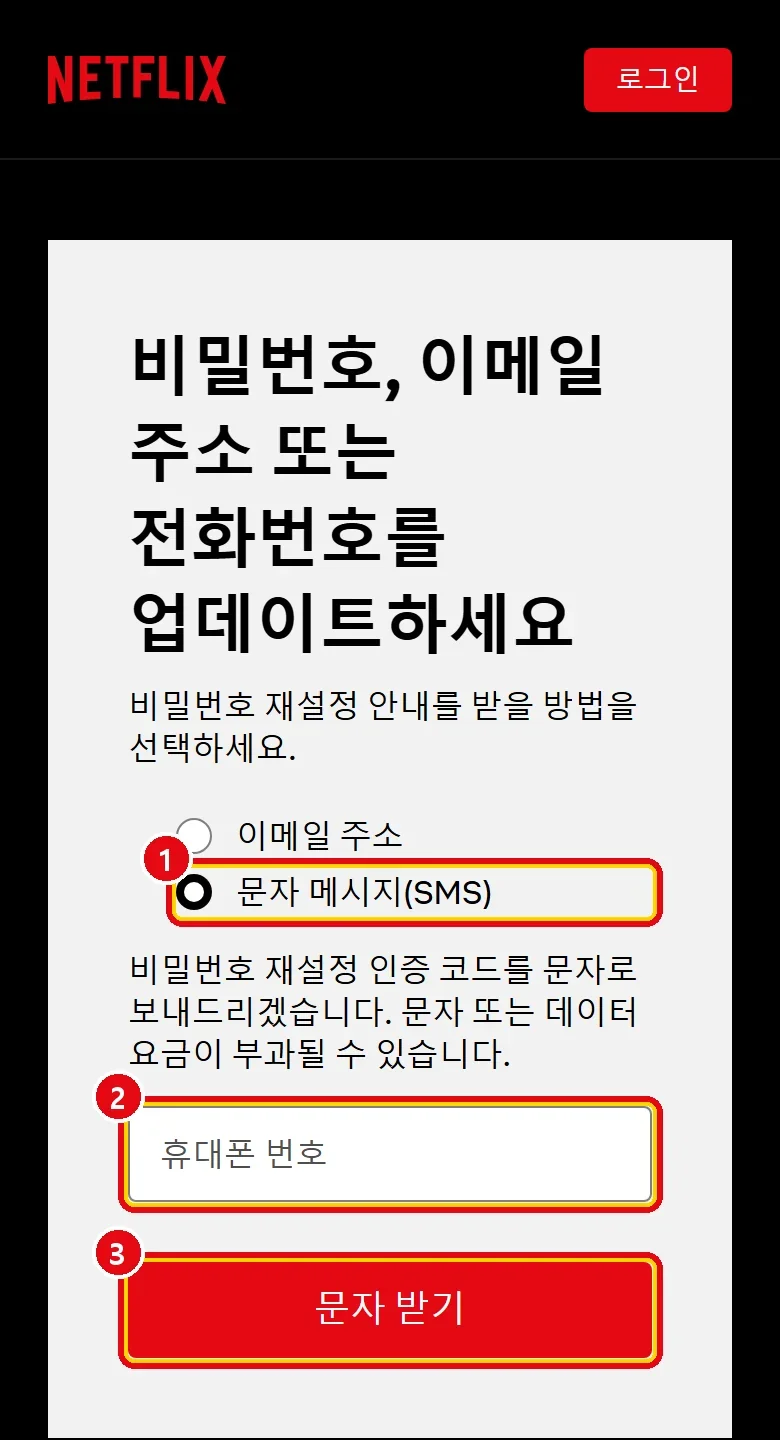 NETFLIX
로그인
비밀번호, 이메일
주소 또는
전화번호를
업데이트하세요
비밀번호 재설정 안내를 받을 방법을
선택하세요.
이메일 주소
1
문자 메시지(SMS)
비밀번호 재설정 인증 코드를 문자로
보내드리겠습니다. 문자 또는 데이터
요금이 부과될 수 있습니다.
2
휴대폰 번호
3
문자 받기